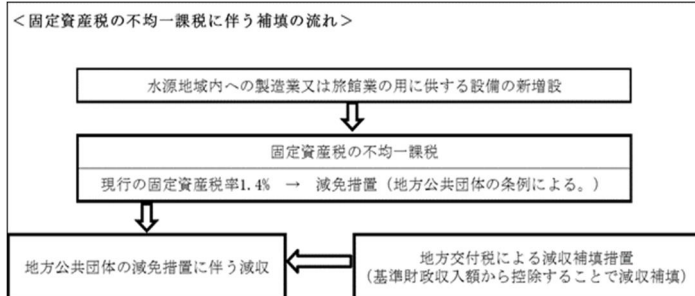 ＜固定資産税の不均一課税に伴う補填の流れ＞
水源地域内への製造業又は旅館業の用に供する設備の新増設
固定資産税の不均一課税
現行の固定資産税率1.4%　→　減免措置（地方公共団体の条例による。）
地方公共団体の減免措置に伴う減収
地方交付税による減収補填措置
（基準財政収入額から控除することで減収補填）